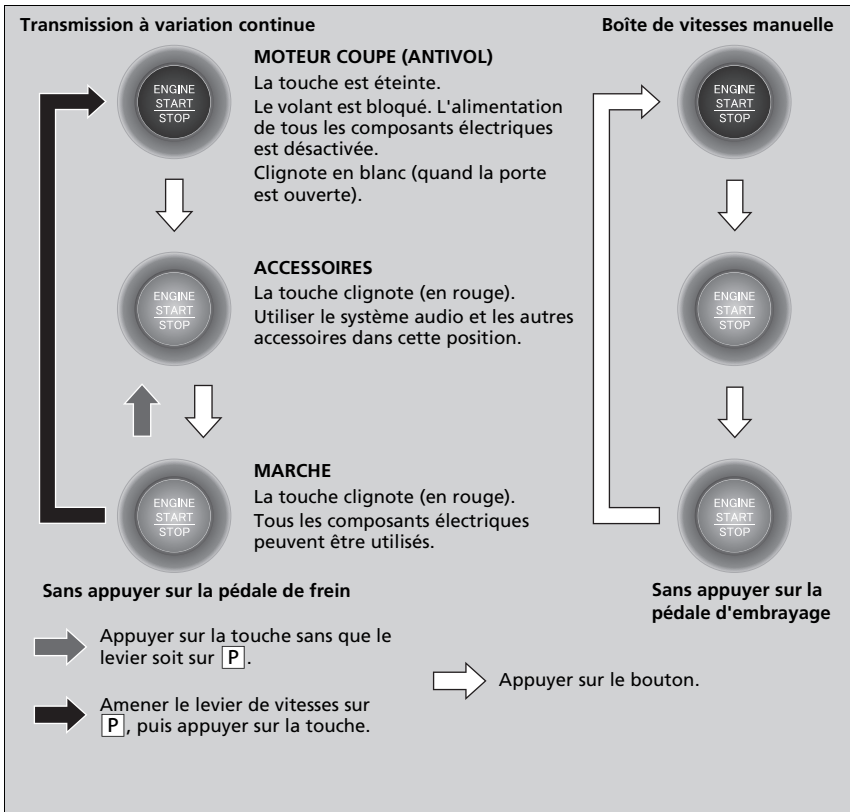 Transmission à variation continue
Boîte de vitesses manuelle
MOTEUR COUPE (ANTIVOL)
ENGINE
START
STOP
La touche est éteinte.
Le volant est bloqué. L'alimentation
de tous les composants électriques
est désactivée.
Clignote en blanc (quand la porte
est ouverte).
ENGINE
START
STOP
ACCESSOIRES
ENGINE
START
STOP
La touche clignote (en rouge).
Utiliser le système audio et les autres
accessoires dans cette position.
ENGINE
START
STOP
MARCHE
ENGINE
START
STOP
La touche clignote (en rouge).
Tous les composants électriques
peuvent être utilisés.
ENGINE
START
STOP
Sans appuyer sur la pédale de frein
Sans appuyer sur la
pédale d'embrayage
Appuyer sur la touche sans que le
levier soit sur P.
Appuyer sur le bouton.
Amener le levier de vitesses sur
P, puis appuyer sur la touche.